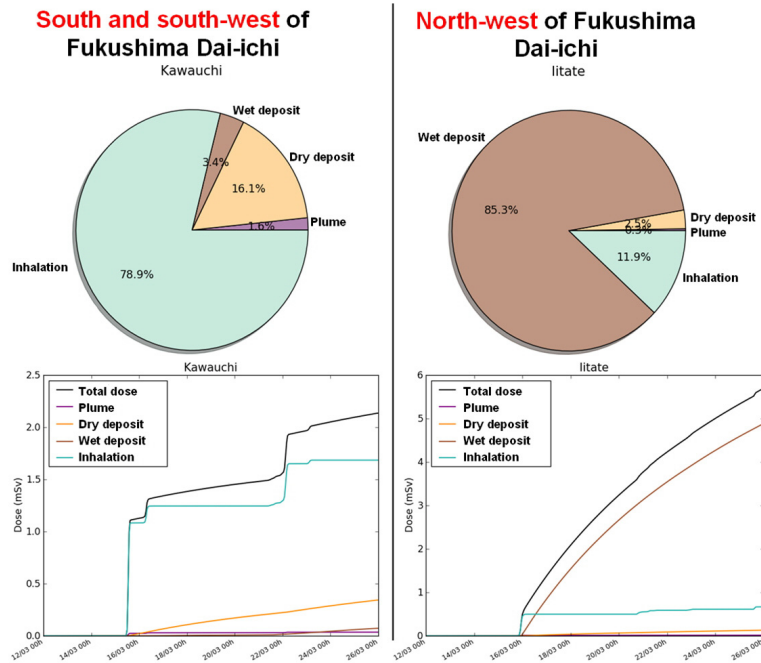 South and south-west of
Fukushima Dai-ichi
Kawauchi
Wet deposit
3.4%
Dry deposit
16.1%
Plume
1.6%
Inhalation
78.9%
North-west of Fukushima
Dai-ichi
Iitate
Wet deposit
85.3%
Dry deposit
2.5%
Plume
0.3%
11.9%
Inhalation
Kawauchi
2.5
2.0
1.5
1.0
0.5
0.0
Dose (mSv)
Total dose
Plume
Dry deposit
Wet deposit
Inhalation
12/03 00h
14/03 00h
16/03 00h
18/03 00h
20/03 00h
22/03 00h
24/03 00h
26/03 00h
Iitate
6
5
4
3
2
1
0
Dose (mSv)
Total dose
Plume
Dry deposit
Wet deposit
Inhalation
12/03 00h
14/03 00h
16/03 00h
18/03 00h
20/03 00h
22/03 00h
24/03 00h
26/03 00h